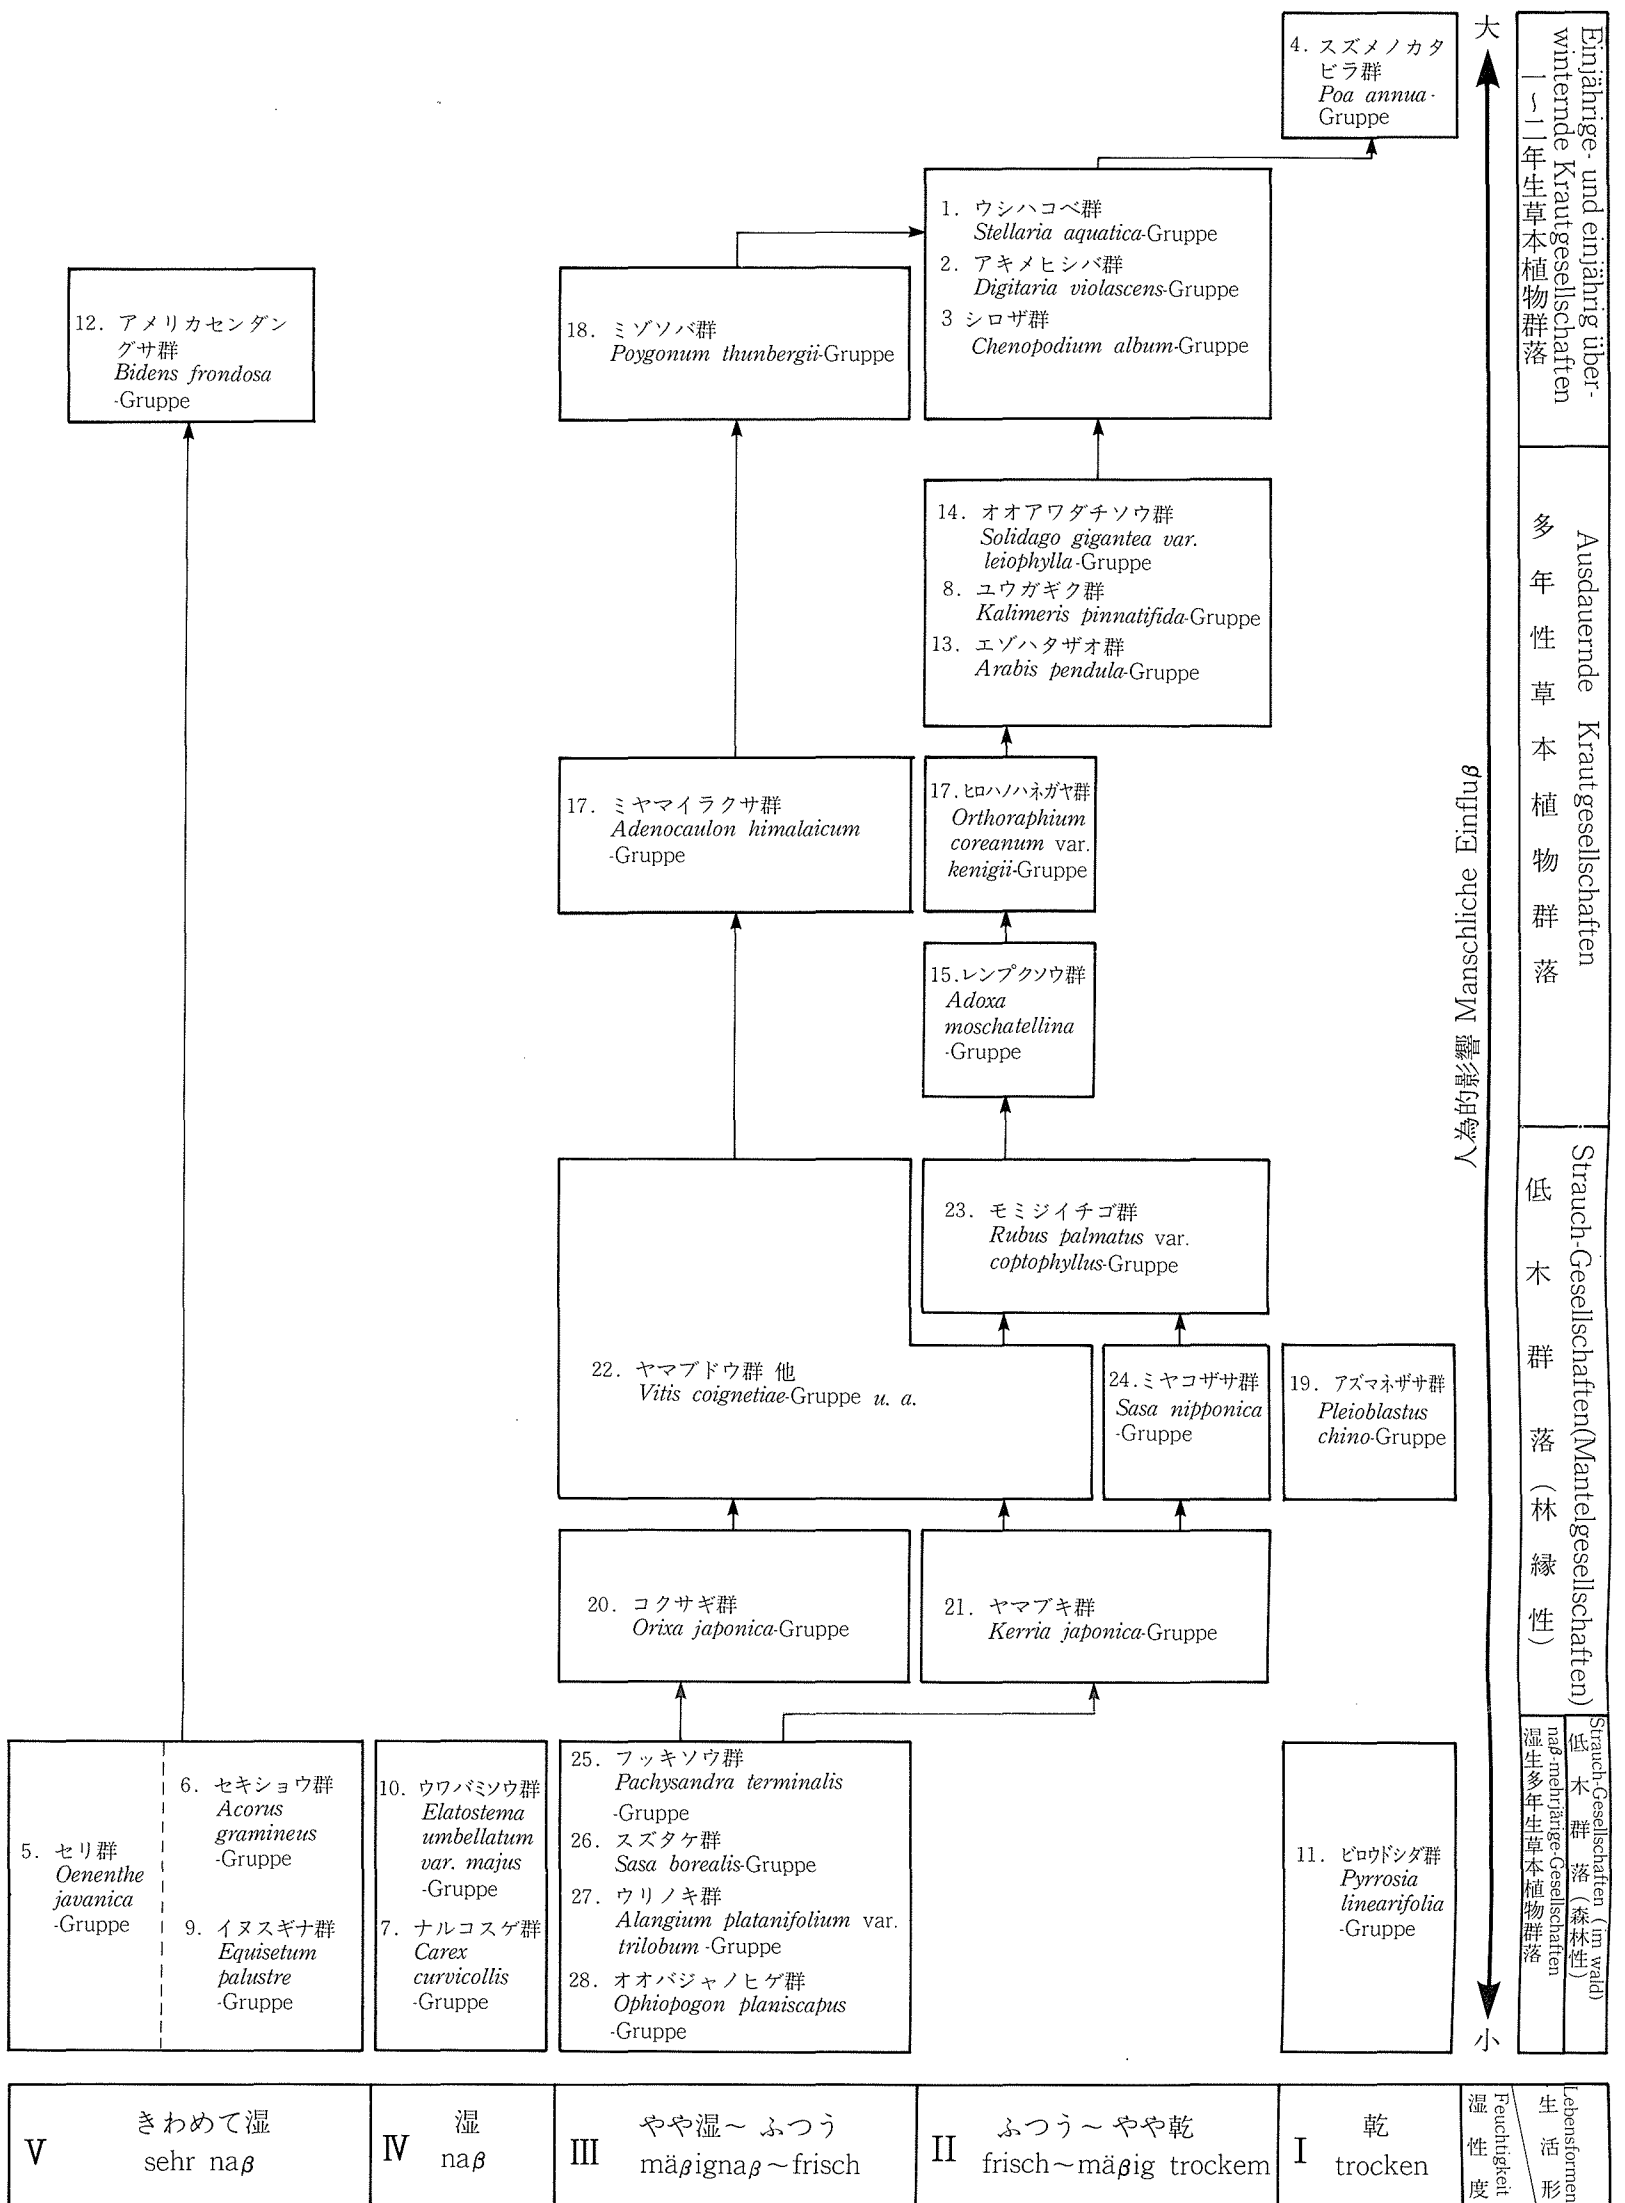 大
4. スズメノカタ
ビラ群
Poa annua-
Gruppe
1. ウシハコベ群
Stellaria aquatica-Gruppe
2. アキメヒシバ群
Digitaria violascens-Gruppe
3 シロザ群
Chenopodium album-Gruppe
12. アメリカセンダン
グサ群
Bidens frondosa
-Gruppe
18. ミゾソバ群
Poygonum thunbergii-Gruppe
14. オオアワダチソウ群
Solidago gigantea var.
leiophylla-Gruppe
8. ユウガギク群
Kalimeris pinnatifida-Gruppe
13. エゾハタザオ群
Arabis pendula-Gruppe
17. ミヤマイラクサ群
Adenocaulon himalaicum
-Gruppe
17. ヒロハノハネガヤ群
Orthoraphium
coreanum var.
kenigii-Gruppe
15. レンプクソウ群
Adoxa
moschatellina
-Gruppe
23. モミジイチゴ群
Rubus palmatus var.
coptophyllus-Gruppe
22. ヤマブドウ群 他
Vitis coignetiae-Gruppe u. a.
24. ミヤコザサ群
Sasa nipponica
-Gruppe
19. アズマネザサ群
Pleioblastus
chino-Gruppe
20. コクサギ群
Orixa japonica-Gruppe
21. ヤマブキ群
Kerria japonica-Gruppe
5. セリ群
Oenenthe
javanica
-Gruppe
6. セキショウ群
Acorus
gramineus
-Gruppe
9. イヌスギナ群
Equisetum
palustre
-Gruppe
10. ウワバミソウ群
Elatostema
umbellatum
var. majus
-Gruppe
7. ナルコスゲ群
Carex
curvicollis
-Gruppe
25. フッキソウ群
Pachysandra terminalis
-Gruppe
26. スズタケ群
Sasa borealis-Gruppe
27. ウリノキ群
Alangium platanifolium var.
trilobum -Gruppe
28. オオバジャノヒゲ群
Ophiopogon planiscapus
-Gruppe
11. ビロウドシダ群
Pyrrosia
linearifolia
-Gruppe
人為的影響 Manschliche Einfluβ
小
Einjährige- und einjährig über-
winternde Krautgesellschaften
一～二年生草本植物群落
Ausdauernde Krautgesellschaften
多年性草本植物群落
Strauch-Gesellschaften(Mantelgesellschaften)
低木群落(林縁性)
Strauch-Gesellschaften (im wald)
低木群落(森林性)
naβ-mehrjärige-Gesellschaften
湿生多年生草本植物群落
V
きわめて湿
sehr naβ
IV
湿
naβ
III
やや湿～ふつう
mäβignaβ～frisch
II
ふつう～やや乾
frisch～mäβig trockem
I
乾
trocken
Feuchtigkeit
湿性度
Lebensformen
生活形